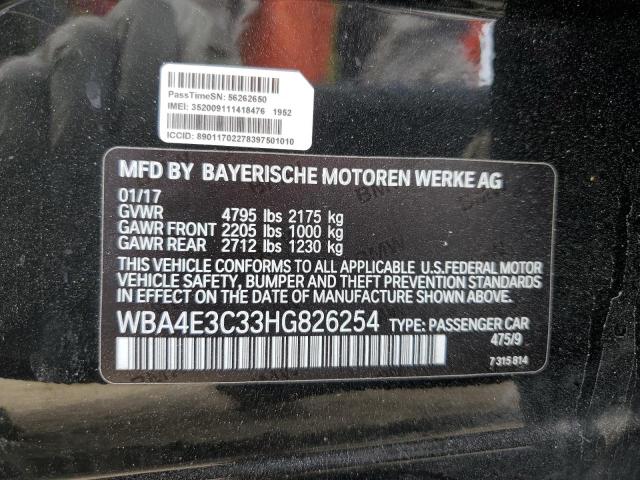 PassTimeSN: 56262650
IMEI: 352009111418476 1952
ICCID: 89011702278397501010
MFD BY BAYERISCHE MOTOREN WERKE AG
01/17
GVWR 4795 lbs 2175 kg
GAWR FRONT 2205 lbs 1000 kg
GAWR REAR 2712 lbs 1230 kg
THIS VEHICLE CONFORMS TO ALL APPLICABLE U.S.FEDERAL MOTOR
VEHICLE SAFETY, BUMPER AND THEFT PREVENTION STANDARDS
IN EFFECT ON THE DATE OF MANUFACTURE SHOWN ABOVE.
WBA4E3C33HG826254 TYPE: PASSENGER CAR
475/9
7 315 814